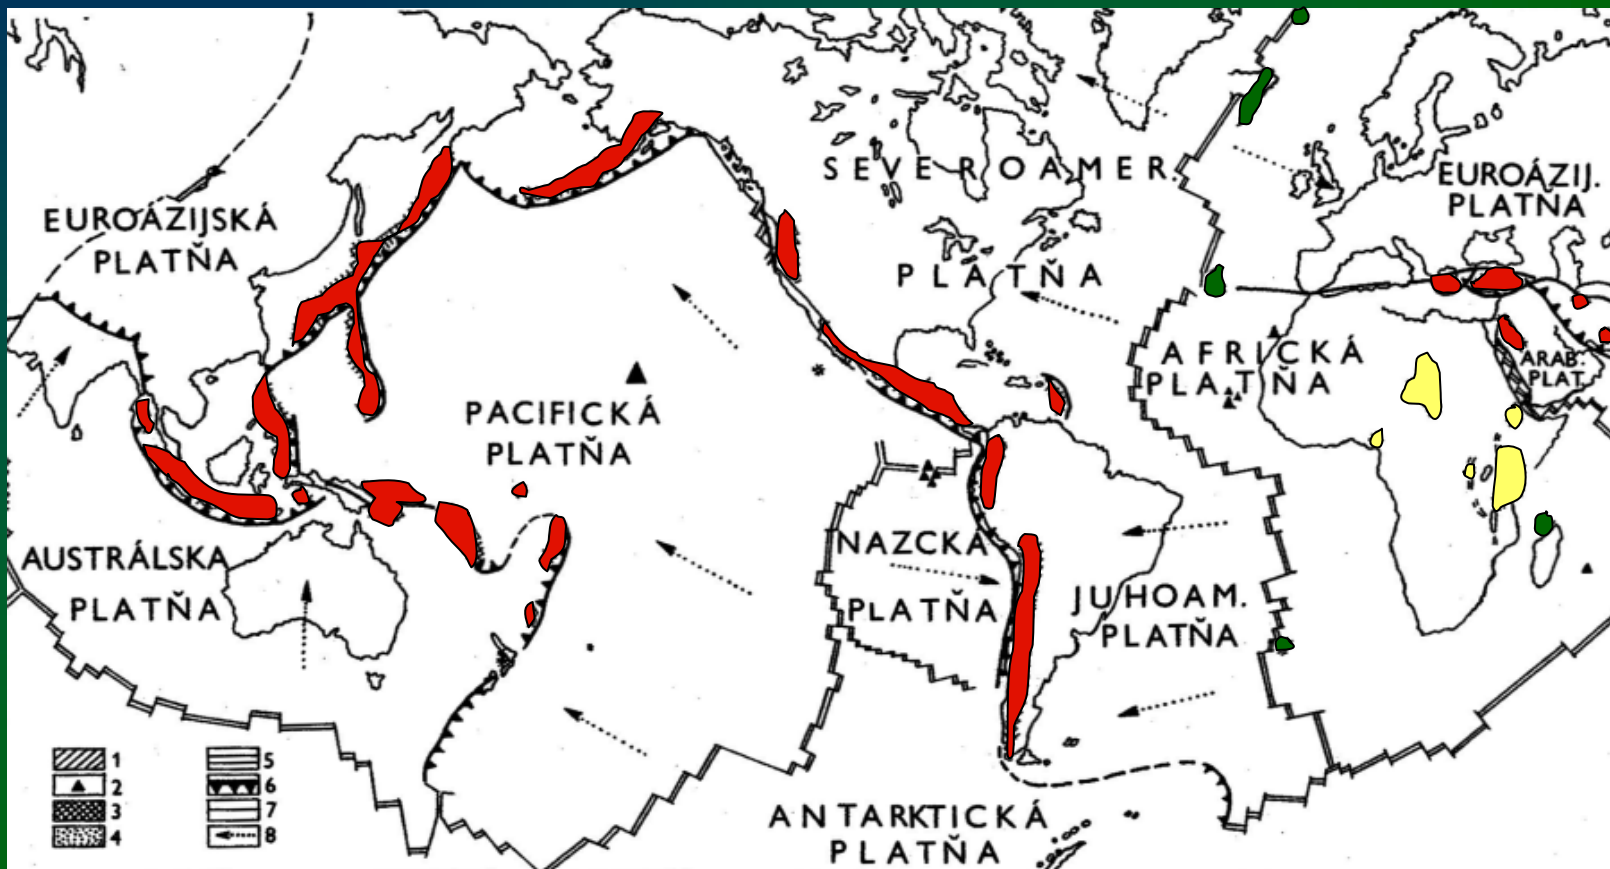 SEVEROAMER.
PLATŇA
EUROÁZIJ.
PLATŇA
EUROÁZIJSKÁ
PLATŇA
AFRICKÁ
PLATŇA
ARAB.
PLAT.
PACIFICKÁ
PLATŇA
AUSTRÁLSKA
PLATŇA
NAZCKÁ
PLATŇA
JUHOAM.
PLATŇA
ANTARKTICKÁ
PLATŇA
1
2
3
4
5
6
7
8